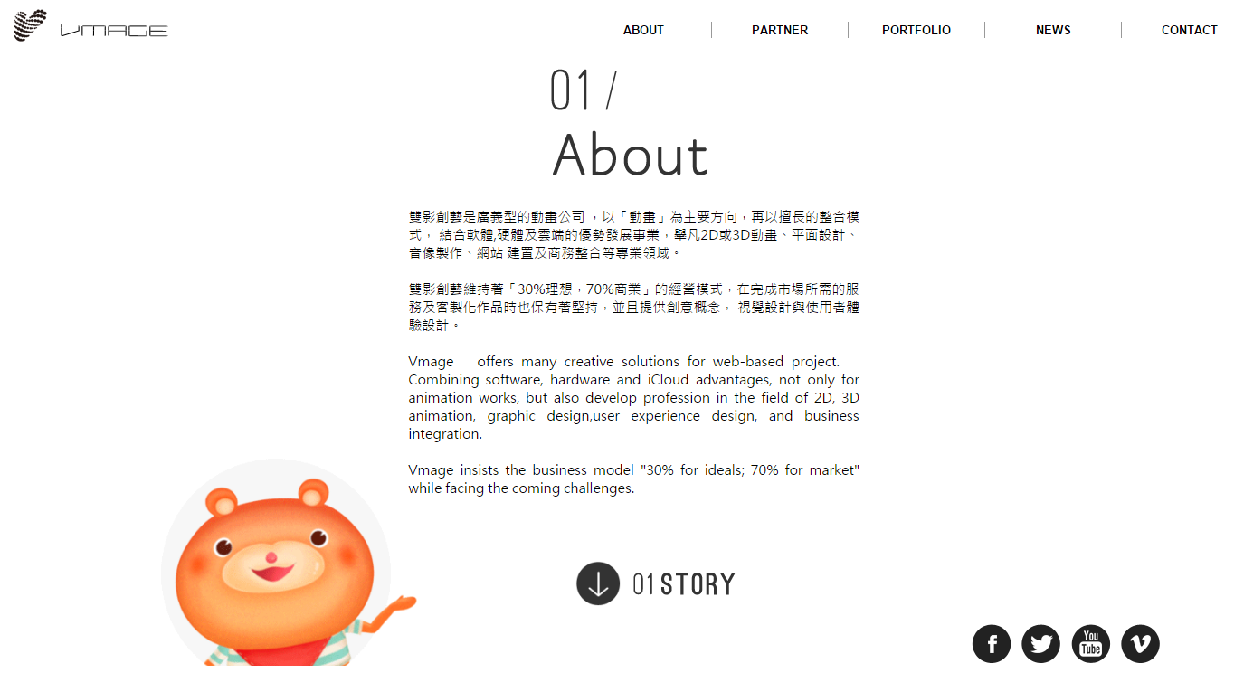 VMAGE
ABOUT
PARTNER
PORTFOLIO
NEWS
CONTACT
01 /
About
雙影創藝是廣義型的動畫公司，以「動畫」為主要方向，再以擅長的整合模
式， 結合軟體,硬體及雲端的優勢發展事業，舉凡2D或3D動畫、平面設計、
音像製作、網站 建置及商務整合等專業領域。
雙影創藝維持著「30%理想，70%商業」的經營模式，在完成市場所需的服
務及客製化作品時也保有著堅持，並且提供創意概念， 視覺設計與使用者體
驗設計。
Vmage offers many creative solutions for web-based project.
Combining software, hardware and iCloud advantages, not only for
animation works, but also develop profession in the field of 2D, 3D
animation, graphic design,user experience design, and business
integration.
Vmage insists the business model "30% for ideals; 70% for market"
while facing the coming challenges.
01 STORY
You
Tube